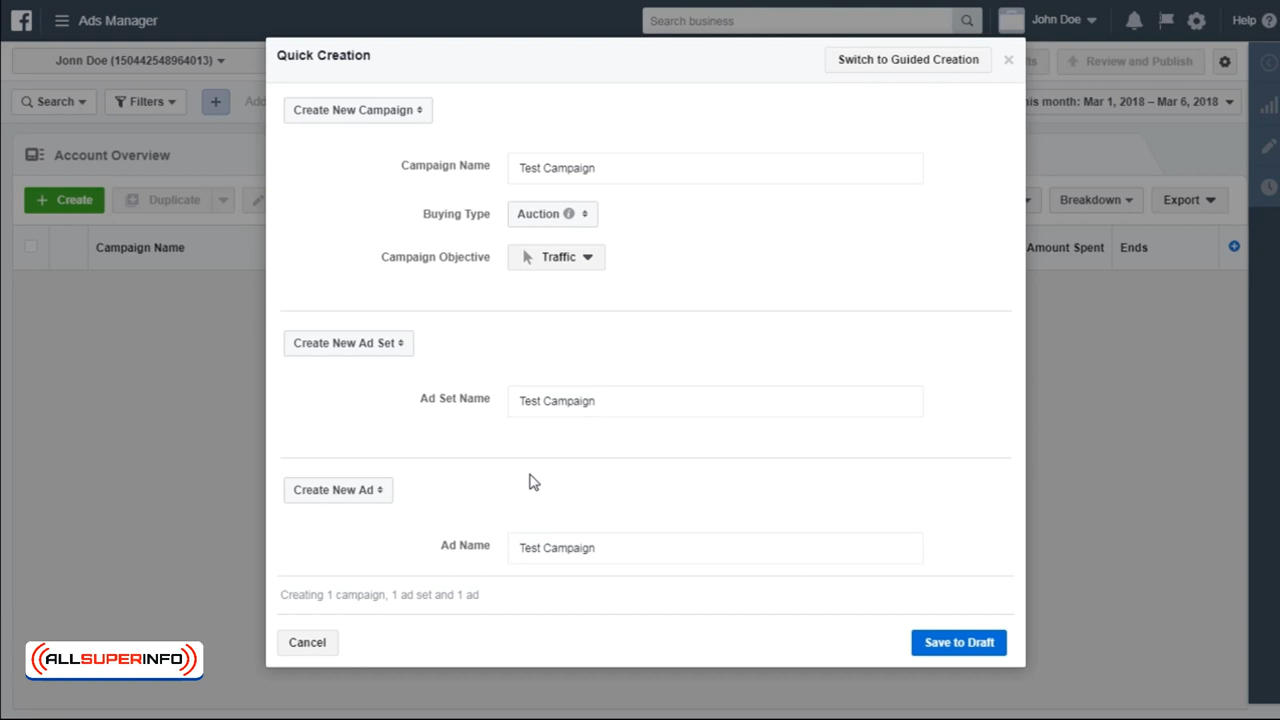 Ads Manager
Search business
John Doe
Help
Jonn Doe (150442548964013)
Review and Publish
Search
Filters
his month: Mar 1, 2018 – Mar 6, 2018
Account Overview
Create
Duplicate
Breakdown
Export
Campaign Name
Amount Spent
Ends
Quick Creation
Switch to Guided Creation
Create New Campaign
Campaign Name
Test Campaign
Buying Type
Auction
Campaign Objective
Traffic
Create New Ad Set
Ad Set Name
Test Campaign
Create New Ad
Ad Name
Test Campaign
Creating 1 campaign, 1 ad set and 1 ad
Cancel
Save to Draft
ALLSUPERINFO